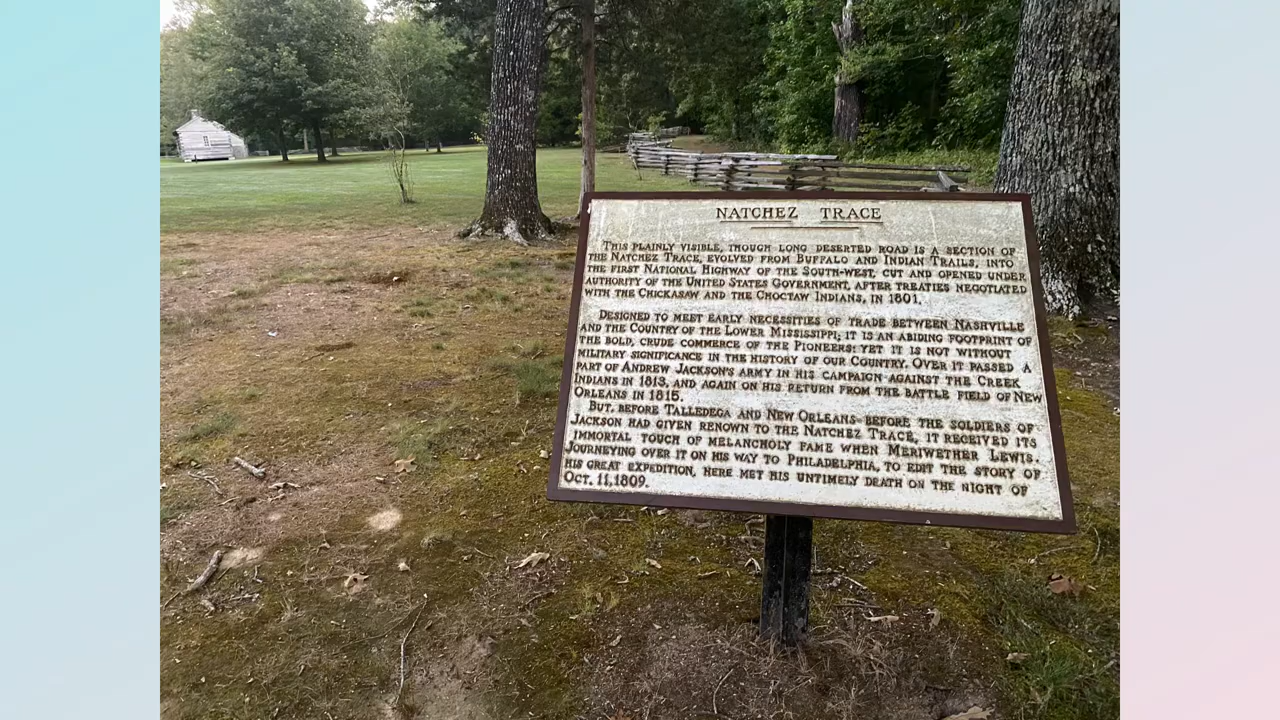 NATCHEZ TRACE
THIS PLAINLY VISIBLE, THOUGH LONG DESERTED ROAD IS A SECTION OF
THE NATCHEZ TRACE, EVOLVED FROM BUFFALO AND INDIAN TRAILS, INTO
THE FIRST NATIONAL HIGHWAY OF THE SOUTH-WEST, CUT AND OPENED UNDER
AUTHORITY OF THE UNITED STATES GOVERNMENT, AFTER TREATIES NEGOTIATED
WITH THE CHICKASAW AND THE CHOCTAW INDIANS, IN 1801.
DESIGNED TO MEET EARLY NECESSITIES OF TRADE BETWEEN NASHVILLE
AND THE COUNTRY OF THE LOWER MISSISSIPPI; IT IS AN ABIDING FOOTPRINT OF
THE BOLD, CRUDE COMMERCE OF THE PIONEERS: YET IT IS NOT WITHOUT
MILITARY SIGNIFICANCE IN THE HISTORY OF OUR COUNTRY. OVER IT PASSED A
PART OF ANDREW JACKSON'S ARMY IN HIS CAMPAIGN AGAINST THE CREEK
INDIANS IN 1813, AND AGAIN ON HIS RETURN FROM THE BATTLE FIELD OF NEW
ORLEANS IN 1815.
BUT, BEFORE TALLEDEGA AND NEW ORLEANS–BEFORE THE SOLDIERS OF
JACKSON HAD GIVEN RENOWN TO THE NATCHEZ TRACE, IT RECEIVED ITS
IMMORTAL TOUCH OF MELANCHOLY FAME WHEN MERIWETHER LEWIS,
JOURNEYING OVER IT ON HIS WAY TO PHILADELPHIA, TO EDIT THE STORY OF
HIS GREAT EXPEDITION, HERE MET HIS UNTIMELY DEATH ON THE NIGHT OF
OCT. 11,1809.